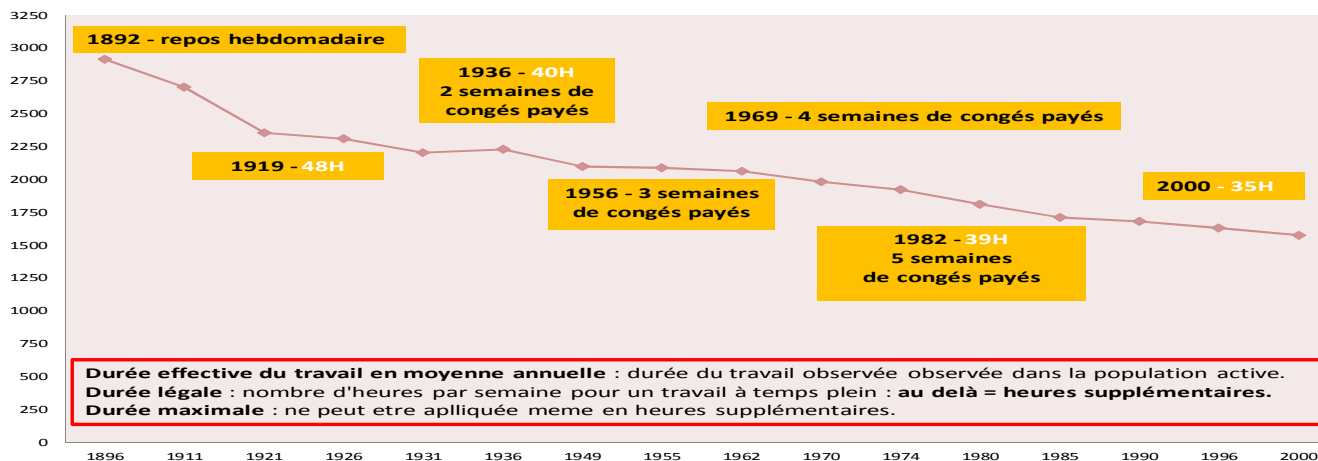 3250
3000
2750
2500
2250
2000
1750
1500
1250
1000
750
500
250
0
1892 - repos hebdomadaire
1936 - 40H
2 semaines de
congés payés
1969 - 4 semaines de congés payés
1919 - 48H
1956 - 3 semaines
de congés payés
2000 - 35H
1982 - 39H
5 semaines
de congés payés
Durée effective du travail en moyenne annuelle : durée du travail observée observée dans la population active.
Durée légale : nombre d'heures par semaine pour un travail à temps plein : au delà = heures supplémentaires.
Durée maximale : ne peut etre aplliquée meme en heures supplémentaires.
1896 1911 1921 1926 1931 1936 1949 1955 1962 1970 1974 1980 1985 1990 1996 2000